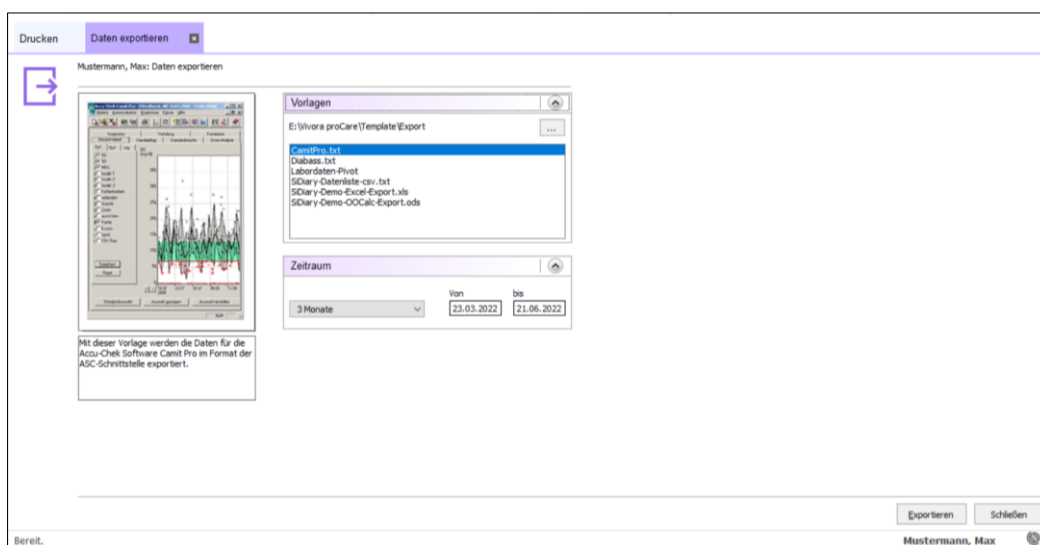 Drucken
Daten exportieren
Mustermann, Max: Daten exportieren
Vorlagen
E:\Vivora proCare\Template\Export
...
CamitPro.txt
Diabass.txt
Labordaten-Pivot
SiDiary-Datenliste-csv.txt
SiDiary-Demo-Excel-Export.xls
SiDiary-Demo-OOCalc-Export.ods
Zeitraum
Von bis
3 Monate 23.03.2022 21.06.2022
Mit dieser Vorlage werden die Daten für die
Accu-Chek Software Camit Pro im Format der
ASC-Schnittstelle exportiert.
Exportieren Schließen
Bereit. Mustermann, Max